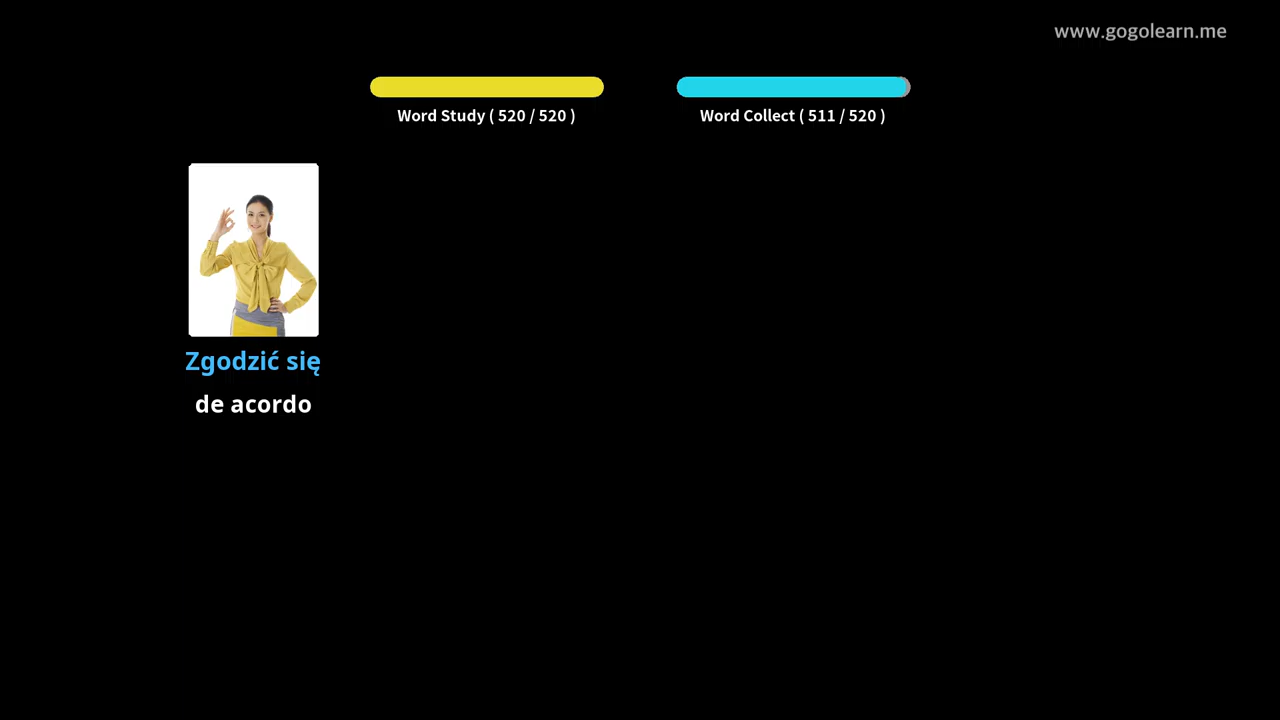 www.gogolearn.me
Word Study ( 520 / 520 )
Word Collect ( 511 / 520 )
Zgodzić się
de acordo